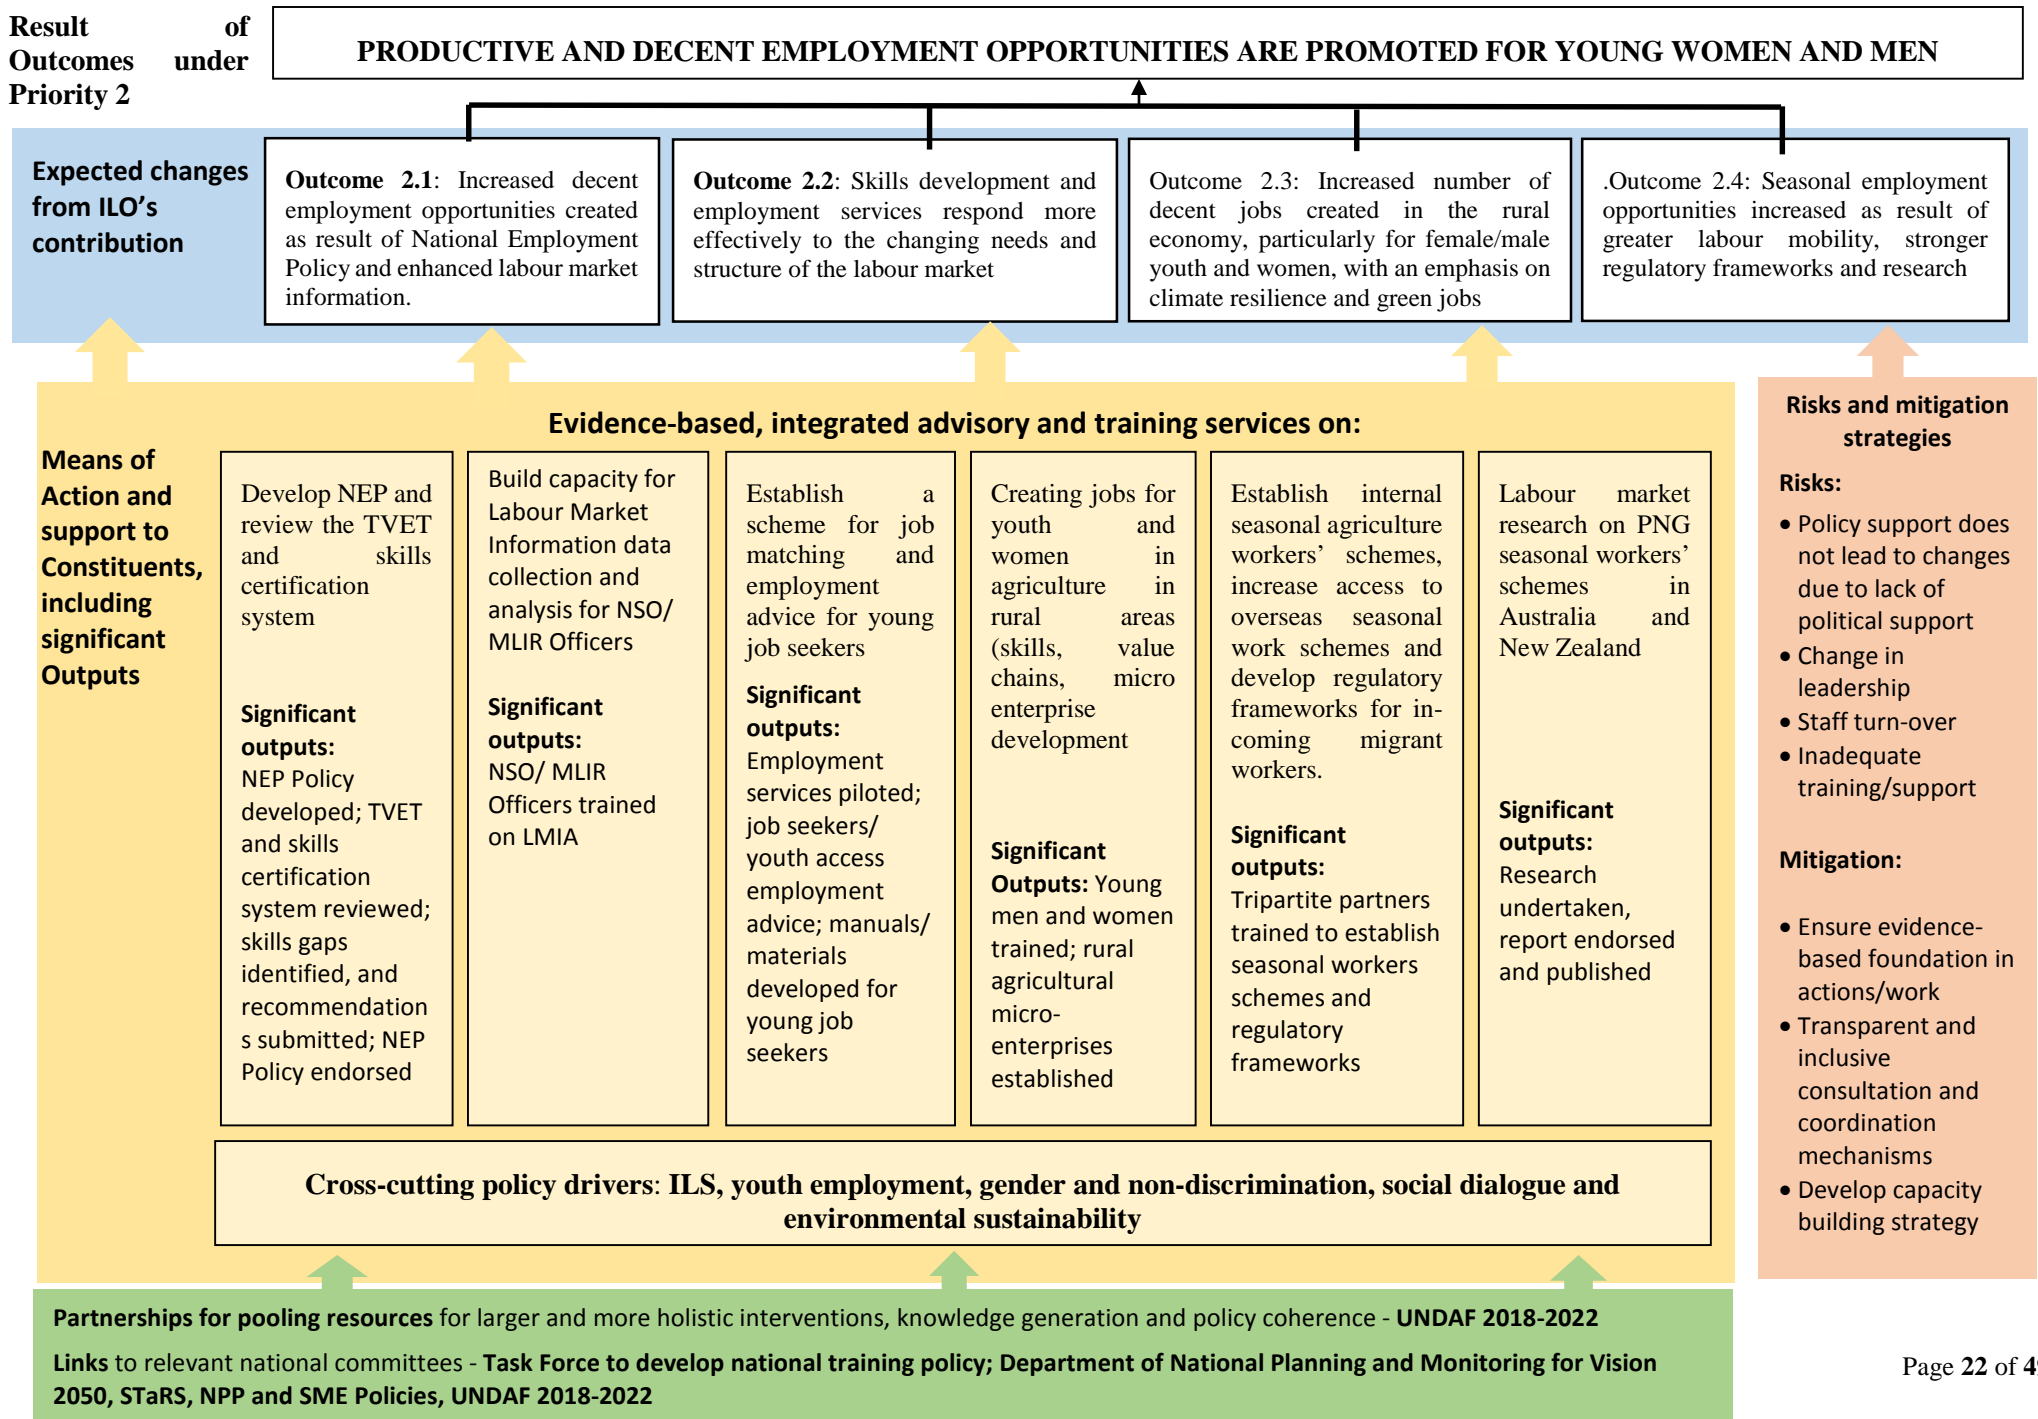 Result of
Outcomes under
Priority 2
PRODUCTIVE AND DECENT EMPLOYMENT OPPORTUNITIES ARE PROMOTED FOR YOUNG WOMEN AND MEN
Expected changes
from ILO’s
contribution
Outcome 2.1: Increased decent
employment opportunities created
as result of National Employment
Policy and enhanced labour market
information.
Outcome 2.2: Skills development and
employment services respond more
effectively to the changing needs and
structure of the labour market
Outcome 2.3: Increased number of
decent jobs created in the rural
economy, particularly for female/male
youth and women, with an emphasis on
climate resilience and green jobs
.Outcome 2.4: Seasonal employment
opportunities increased as result of
greater labour mobility, stronger
regulatory frameworks and research
Evidence-based, integrated advisory and training services on:
Means of
Action and
support to
Constituents,
including
significant
Outputs
Develop NEP and
review the TVET
and skills
certification
system
Significant
outputs:
NEP Policy
developed; TVET
and skills
certification
system reviewed;
skills gaps
identified, and
recommendation
s submitted; NEP
Policy endorsed
Build capacity for
Labour Market
Information data
collection and
analysis for NSO/
MLIR Officers
Significant
outputs:
NSO/ MLIR
Officers trained
on LMIA
Establish a
scheme for job
matching and
employment
advice for young
job seekers
Significant
outputs:
Employment
services piloted;
job seekers/
youth access
employment
advice; manuals/
materials
developed for
young job
seekers
Creating jobs for
youth and
women in
agriculture in
rural areas
(skills, value
chains, micro
enterprise
development
Significant
Outputs: Young
men and women
trained; rural
agricultural
micro-
enterprises
established
Establish internal
seasonal agriculture
workers’ schemes,
increase access to
overseas seasonal
work schemes and
develop regulatory
frameworks for in-
coming migrant
workers.
Significant
outputs:
Tripartite partners
trained to establish
seasonal workers
schemes and
regulatory
frameworks
Labour market
research on PNG
seasonal workers’
schemes in
Australia and
New Zealand
Significant
outputs:
Research
undertaken,
report endorsed
and published
Cross-cutting policy drivers: ILS, youth employment, gender and non-discrimination, social dialogue and
environmental sustainability
Risks and mitigation
strategies
Risks:
• Policy support does
not lead to changes
due to lack of
political support
• Change in
leadership
• Staff turn-over
• Inadequate
training/support
Mitigation:
• Ensure evidence-
based foundation in
actions/work
• Transparent and
inclusive
consultation and
coordination
mechanisms
• Develop capacity
building strategy
Partnerships for pooling resources for larger and more holistic interventions, knowledge generation and policy coherence - UNDAF 2018-2022
Links to relevant national committees - Task Force to develop national training policy; Department of National Planning and Monitoring for Vision
2050, STaRS, NPP and SME Policies, UNDAF 2018-2022
Page 22 of